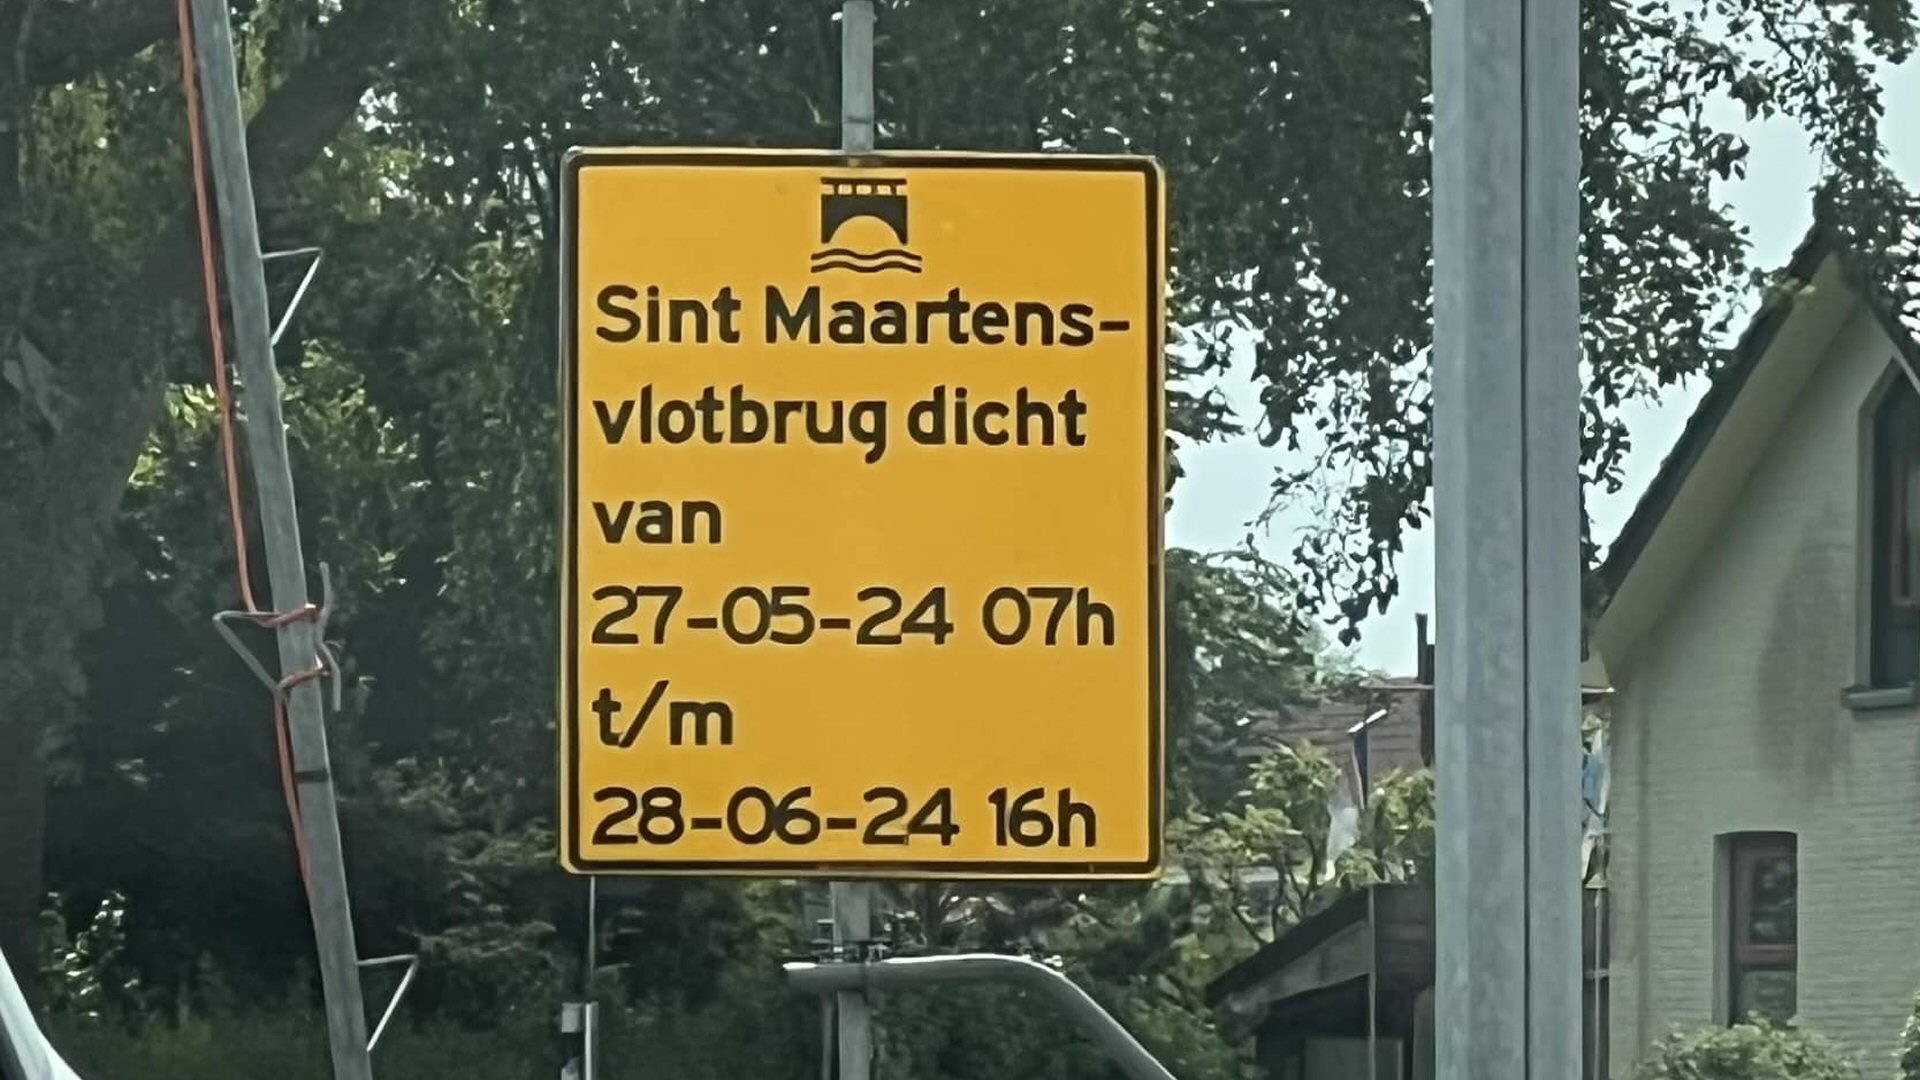 Sint Maartens-
vlotbrug dicht
van
27-05-24 07h
t/m
28-06-24 16h